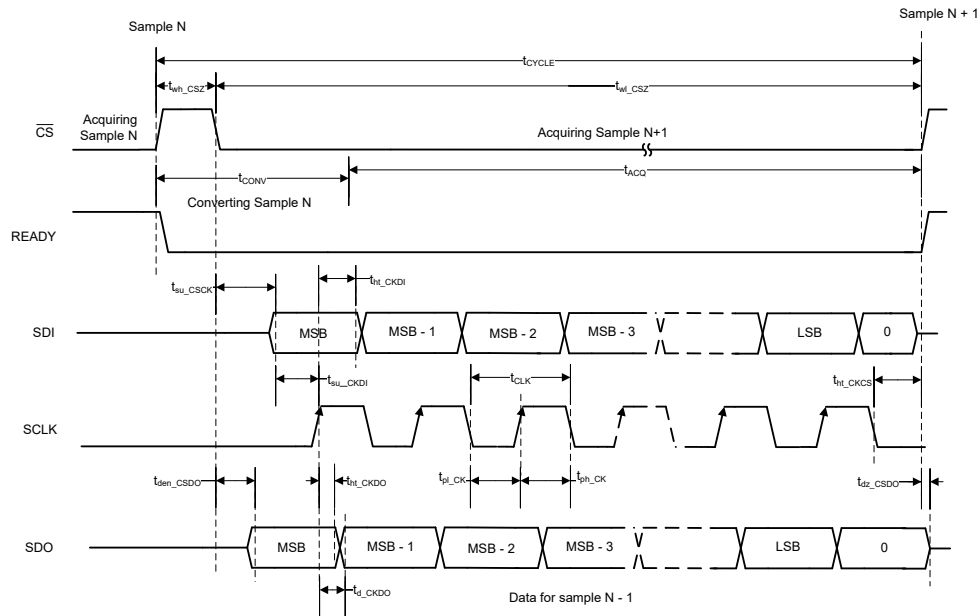 Sample N
Sample N + 1
tCYCLE
twh_CSZ
twl_CSZ
CS
Acquiring
Sample N
Acquiring Sample N+1
tCONV
tACQ
Converting Sample N
READY
tsu_CSCK
tht_CKDI
SDI
MSB
MSB - 1
MSB - 2
MSB - 3
LSB
0
tsu_CKDI
tCLK
tht_CKCS
SCLK
tden_CSDO
tht_CKDO
tpl_CK
tph_CK
tdz_CSDO
SDO
MSB
MSB - 1
MSB - 2
MSB - 3
LSB
0
td_CKDO
Data for sample N - 1